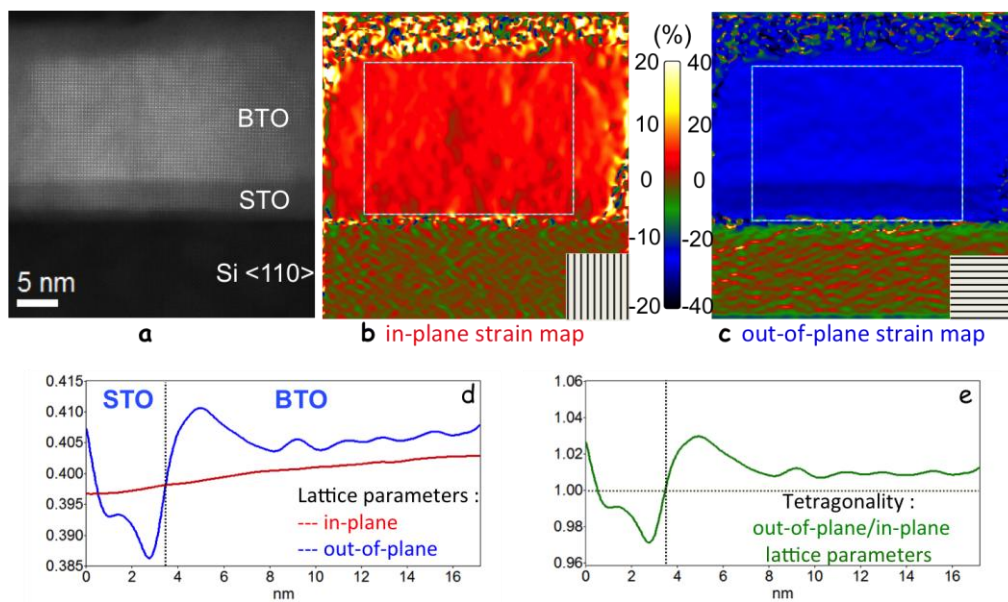 BTO
STO
Si <110>
5 nm
a
(%)
20 40
10 20
0 0
-10 -20
-20 -40
b in-plane strain map
c out-of-plane strain map
0.415
0.410
0.405
0.400
0.395
0.390
0.385
STO BTO d
Lattice parameters :
--- in-plane
--- out-of-plane
0 2 4 6 8 10 12 14 16
nm
1.06
1.04
1.02
1.00
0.98
0.96
e
Tetragonality :
out-of-plane/in-plane
lattice parameters
0 2 4 6 8 10 12 14 16
nm